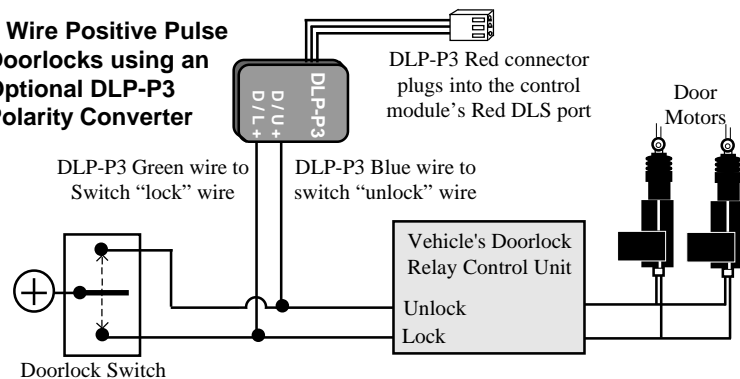 Wire Positive Pulse
Doorlocks using an
Optional DLP-P3
Polarity Converter
DLP-P3
D / U +
D / L +
DLP-P3 Red connector
plugs into the control
module's Red DLS port
Door
Motors
DLP-P3 Green wire to
Switch “lock” wire
DLP-P3 Blue wire to
switch “unlock” wire
Vehicle's Doorlock
Relay Control Unit
Unlock
Lock
Doorlock Switch